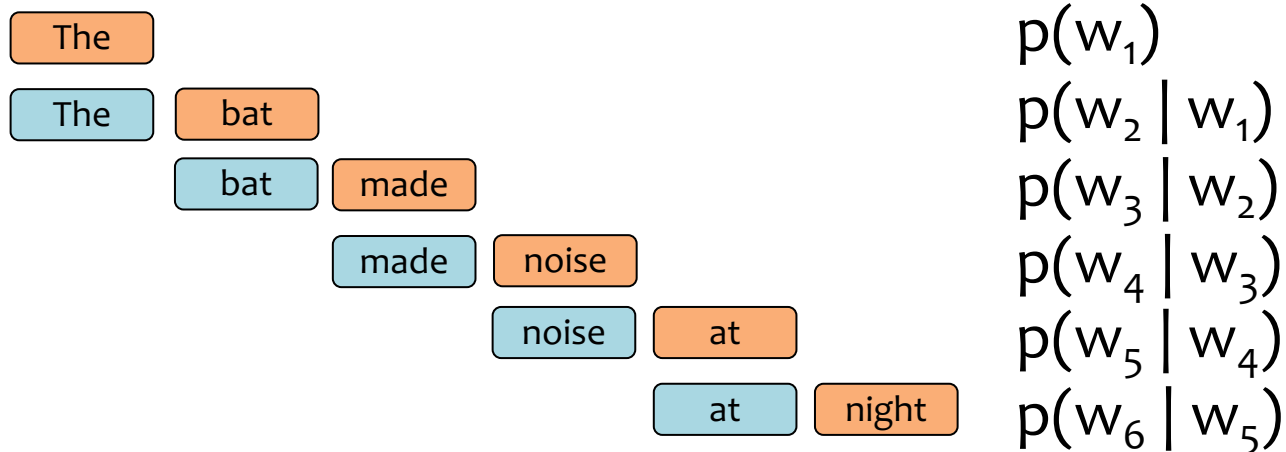 The p(w₁)
The bat p(w₂ | w₁)
bat made p(w₃ | w₂)
made noise p(w₄ | w₃)
noise at p(w₅ | w₄)
at night p(w₆ | w₅)